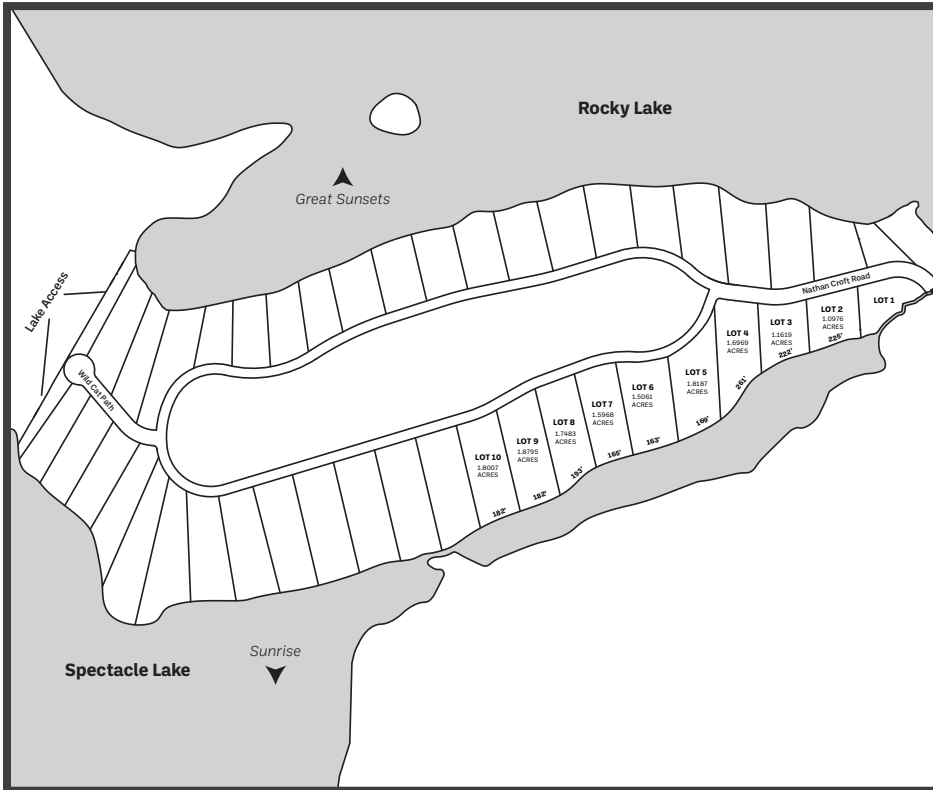 Rocky Lake
Great Sunsets
Lake Access
Nathan Croft Road
Wild Cat Path
LOT 1
LOT 2
1.0976
ACRES
225'
LOT 3
1.1619
ACRES
222'
LOT 4
1.6969
ACRES
261'
LOT 5
1.8187
ACRES
169'
LOT 6
1.5061
ACRES
163'
LOT 7
1.5968
ACRES
165'
LOT 8
1.7483
ACRES
193'
LOT 9
1.8795
ACRES
182'
LOT 10
1.8007
ACRES
182'
Sunrise
Spectacle Lake